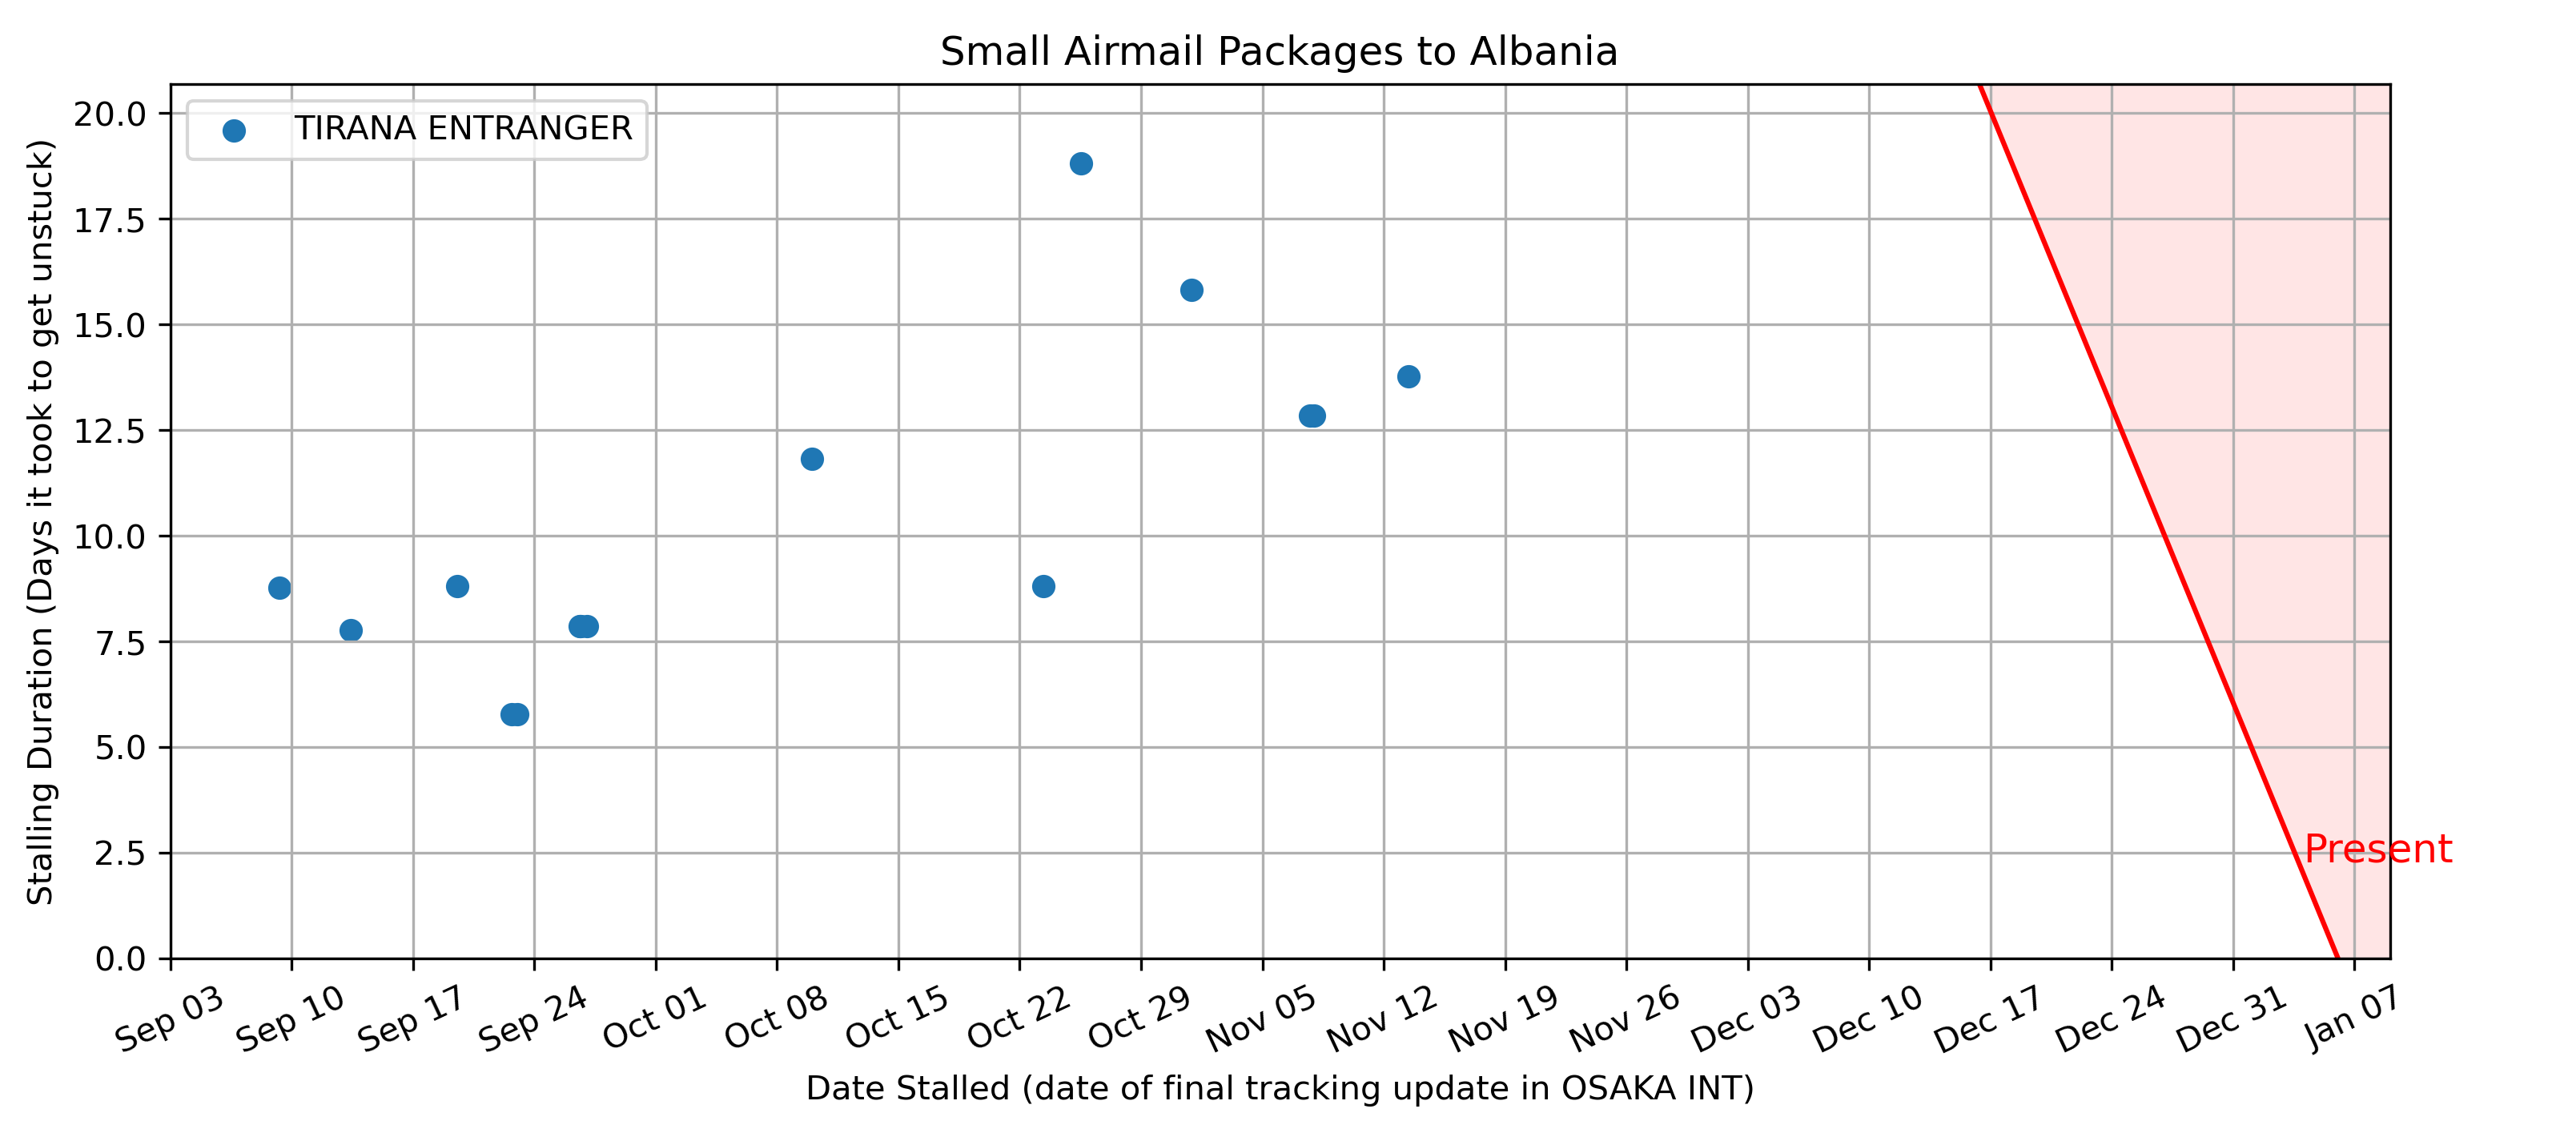 Small Airmail Packages to Albania
TIRANA ENTRANGER
Stalling Duration (Days it took to get unstuck)
20.0
17.5
15.0
12.5
10.0
7.5
5.0
2.5
0.0
Present
Sep 03
Sep 10
Sep 17
Sep 24
Oct 01
Oct 08
Oct 15
Oct 22
Oct 29
Nov 05
Nov 12
Nov 19
Nov 26
Dec 03
Dec 10
Dec 17
Dec 24
Dec 31
Jan 07
Date Stalled (date of final tracking update in OSAKA INT)